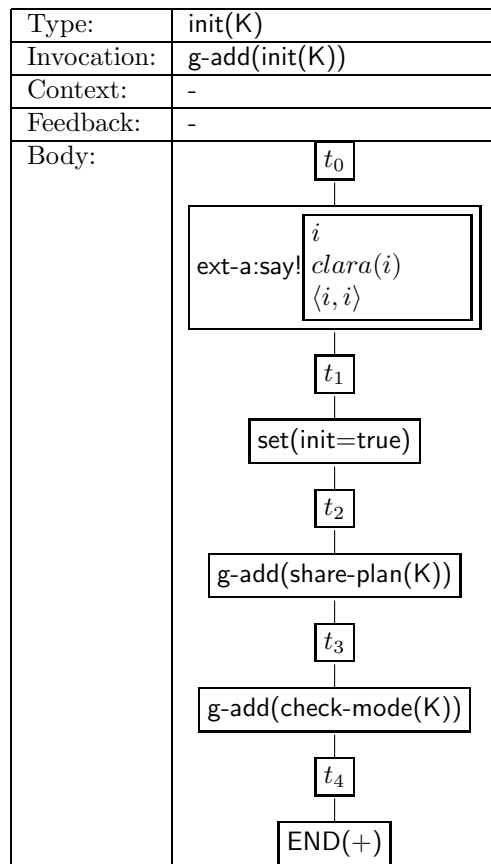 Type: init(K)
Invocation: g-add(init(K))
Context: -
Feedback: -
Body:
t₀
i
ext-a:say! clara(i)
⟨i, i⟩
t₁
set(init=true)
t₂
g-add(share-plan(K))
t₃
g-add(check-mode(K))
t₄
END(+)